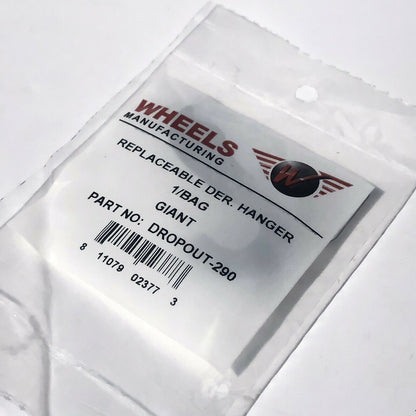 WHEELS
MANUFACTURING
W
REPLACEABLE DER. HANGER
1/BAG
GIANT
PART NO: DROPOUT-290
8 11079 02377 3